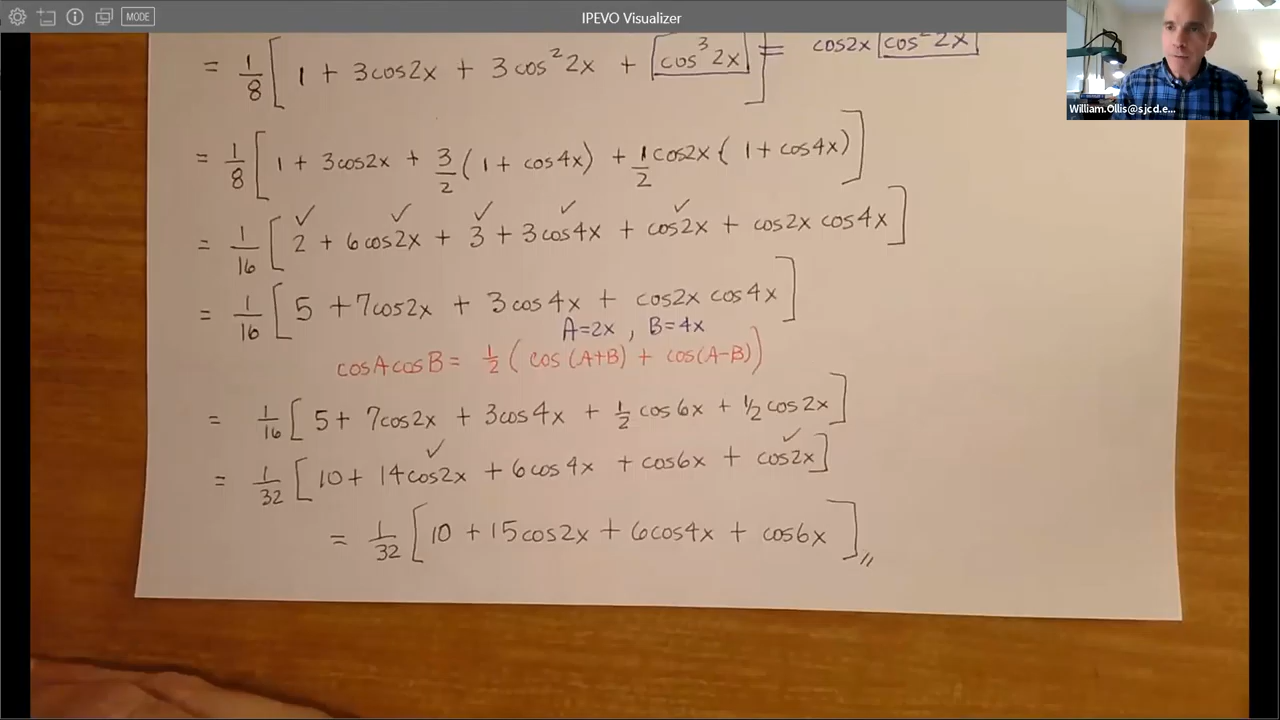 MODE
IPEVO Visualizer
William.Ollis@sjcd.e...
= 1/8 [ 1 + 3cos2x + 3cos²2x + cos³2x ] = cos2x cos²2x
= 1/8 [ 1 + 3cos2x + 3/2 (1 + cos4x) + 1/2 cos2x (1 + cos4x) ]
= 1/16 [ 2 + 6cos2x + 3 + 3cos4x + cos2x + cos2x cos4x ]
= 1/16 [ 5 + 7cos2x + 3cos4x + cos2x cos4x ]
A=2x , B=4x
cosAcosB = 1/2 ( cos(A+B) + cos(A-B) )
= 1/16 [ 5 + 7cos2x + 3cos4x + 1/2 cos6x + 1/2 cos2x ]
= 1/32 [ 10 + 14cos2x + 6cos4x + cos6x + cos2x ]
= 1/32 [ 10 + 15cos2x + 6cos4x + cos6x ]